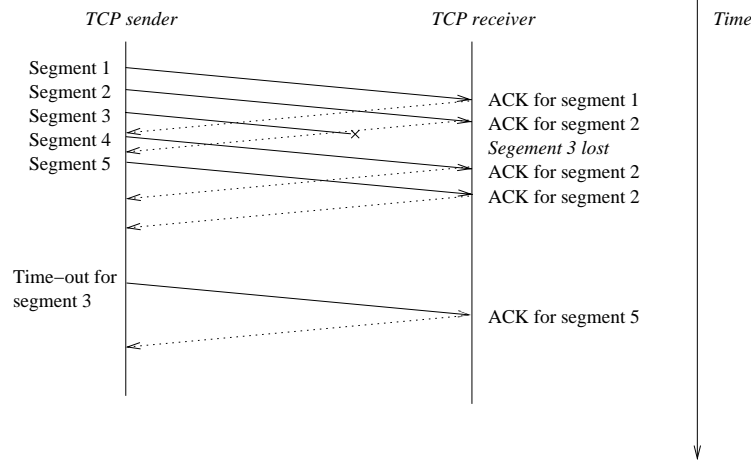 TCP sender
TCP receiver
Time
Segment 1
Segment 2
Segment 3
Segment 4
Segment 5
ACK for segment 1
ACK for segment 2
Segement 3 lost
ACK for segment 2
ACK for segment 2
Time−out for
segment 3
ACK for segment 5